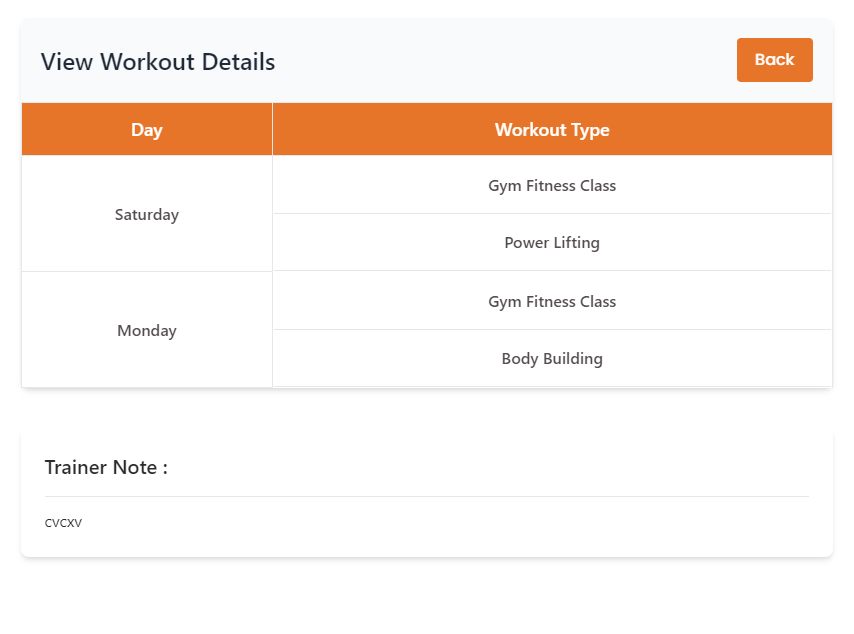 View Workout Details
Back
Day
Workout Type
Saturday
Gym Fitness Class
Power Lifting
Monday
Gym Fitness Class
Body Building
Trainer Note :
cvcxv